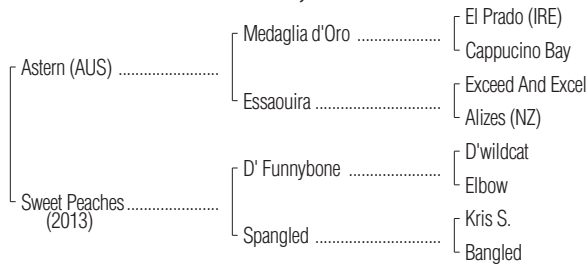 El Prado (IRE)
Medaglia d'Oro ..................
Cappucino Bay
Astern (AUS) ......................
Exceed And Excel
Essaouira ..........................
Alizes (NZ)
D'wildcat
D' Funnybone ....................
Elbow
Sweet Peaches ....................
(2013)
Kris S.
Spangled ...........................
Bangled